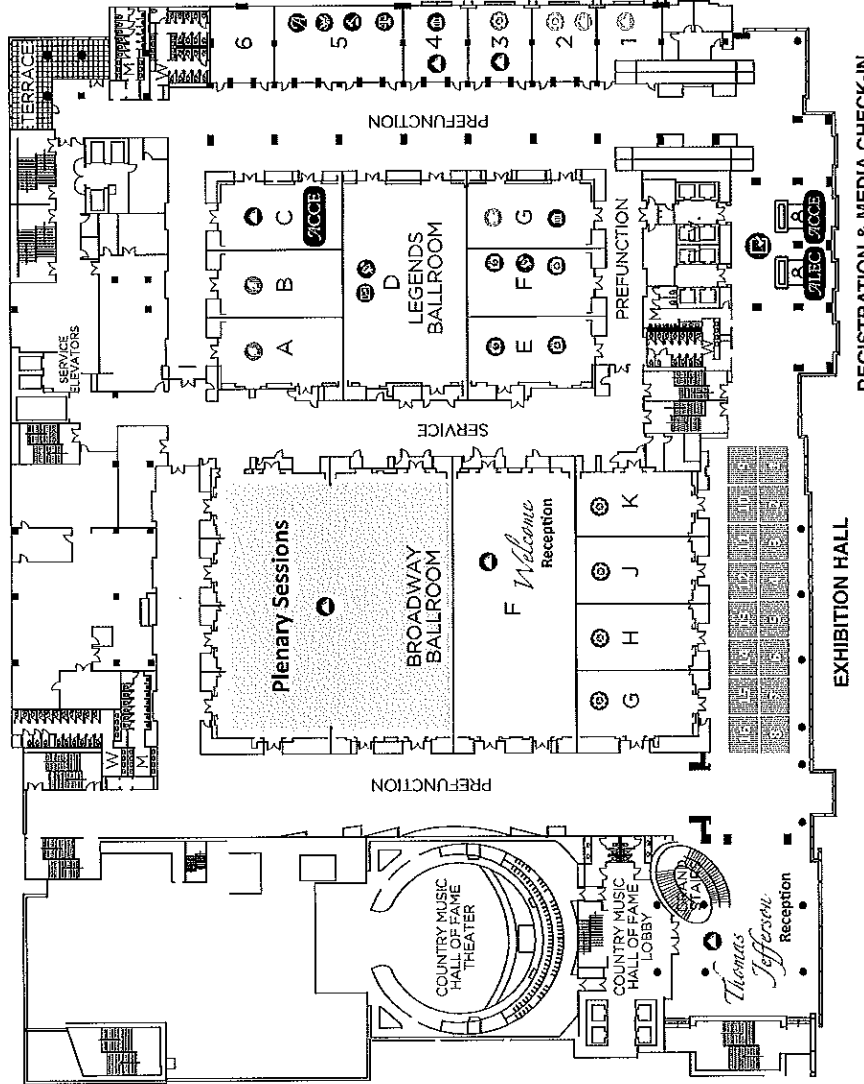 TERRACE
M
W
6
5
4
3
2
1
PREFUNCTION
SERVICE
ELEVATORS
A
B
C
ACCE
D
LEGENDS
BALLROOM
E
F
G
PREFUNCTION
M
W
ALEC
ACCE
REGISTRATION & MEDIA CHECK-IN
SERVICE
Plenary Sessions
BROADWAY
BALLROOM
F
Welcome
Reception
G
H
J
K
W
M
PREFUNCTION
EXHIBITION HALL
COUNTRY MUSIC
HALL OF FAME
THEATER
COUNTRY MUSIC
HALL OF FAME
LOBBY
GRAND
STAIR
Thomas
Jefferson
Reception